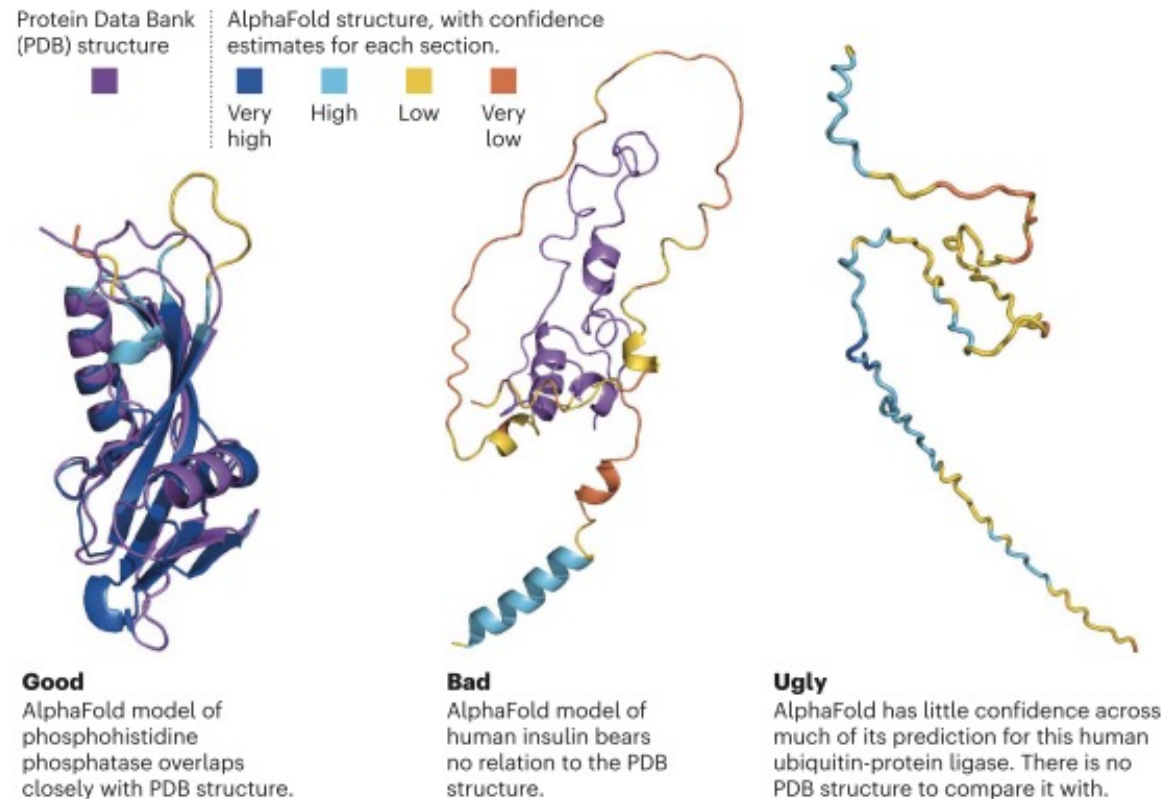 Protein Data Bank
(PDB) structure
AlphaFold structure, with confidence
estimates for each section.
Very
high
High
Low
Very
low
Good
AlphaFold model of
phosphohistidine
phosphatase overlaps
closely with PDB structure.
Bad
AlphaFold model of
human insulin bears
no relation to the PDB
structure.
Ugly
AlphaFold has little confidence across
much of its prediction for this human
ubiquitin-protein ligase. There is no
PDB structure to compare it with.